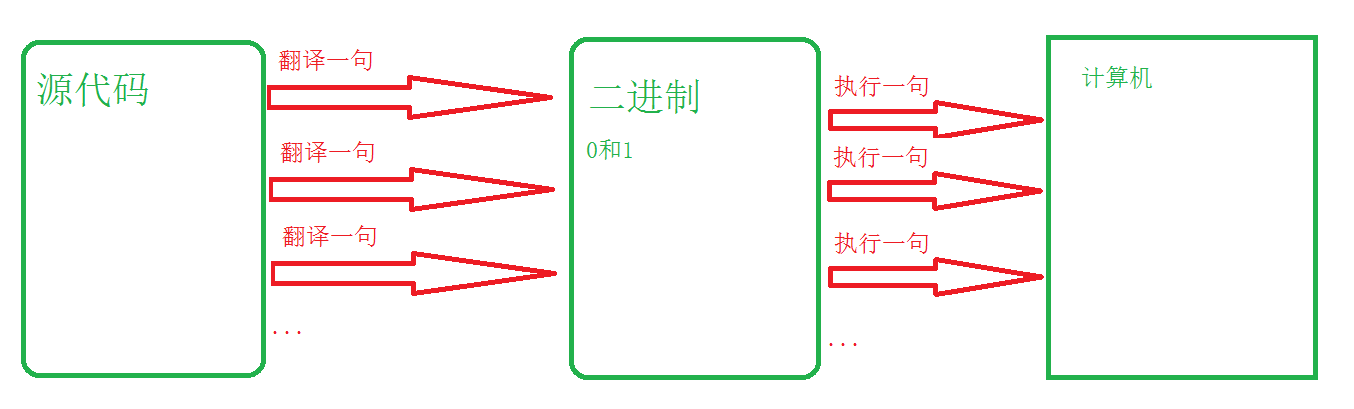 源代码
翻译一句
翻译一句
翻译一句
...
二进制
0和1
执行一句
执行一句
执行一句
...
计算机